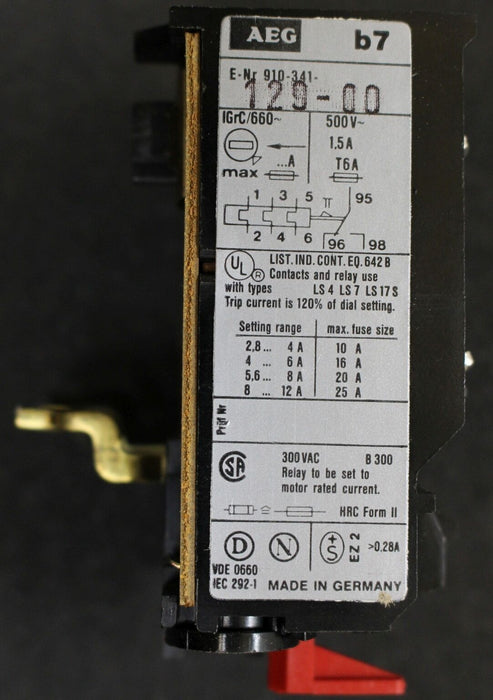 AEG b7
E-Nr 910-341-
129-00
IGrC/660~ 500V~
1,5A
...A T6A
max
1 3 5 95
2 4 6 96 98
UL ® LIST. IND. CONT. EQ. 642 B
Contacts and relay use
with types LS 4 LS 7 LS 17 S
Trip current is 120% of dial setting.
Setting range max. fuse size
2,8... 4 A 10 A
4 ... 6 A 16 A
5,6... 8 A 20 A
8 ... 12 A 25 A
Prüf Nr
SA 300 VAC B 300
Relay to be set to
motor rated current.
HRC Form II
D N +S EZ 2 >0.28A
VDE 0660
IEC 292-1 MADE IN GERMANY